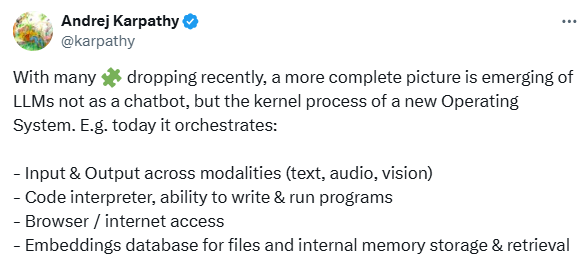 Andrej Karpathy
@karpathy
With many 🧩 dropping recently, a more complete picture is emerging of
LLMs not as a chatbot, but the kernel process of a new Operating
System. E.g. today it orchestrates:
- Input & Output across modalities (text, audio, vision)
- Code interpreter, ability to write & run programs
- Browser / internet access
- Embeddings database for files and internal memory storage & retrieval